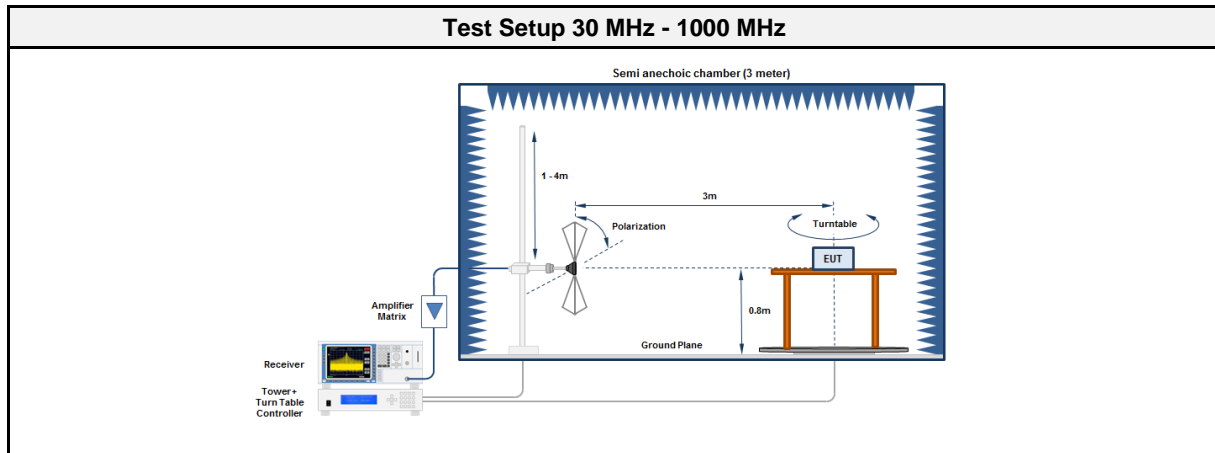 Test Setup 30 MHz - 1000 MHz
Semi anechoic chamber (3 meter)
1 - 4m
3m
Polarization
Turntable
EUT
Amplifier
Matrix
0.8m
Ground Plane
Receiver
Tower+
Turn Table
Controller